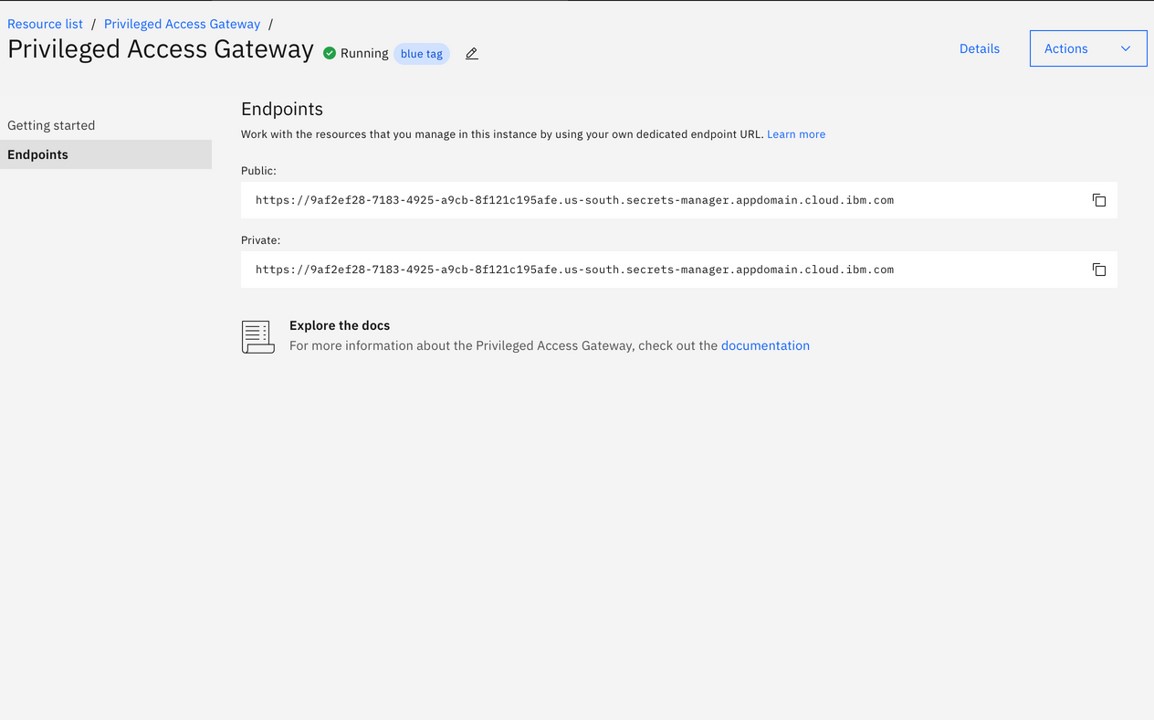 Resource list / Privileged Access Gateway /
Privileged Access Gateway Running blue tag
Details
Actions
Getting started
Endpoints
Endpoints
Work with the resources that you manage in this instance by using your own dedicated endpoint URL. Learn more
Public:
https://9af2ef28-7183-4925-a9cb-8f121c195afe.us-south.secrets-manager.appdomain.cloud.ibm.com
Private:
https://9af2ef28-7183-4925-a9cb-8f121c195afe.us-south.secrets-manager.appdomain.cloud.ibm.com
Explore the docs
For more information about the Privileged Access Gateway, check out the documentation